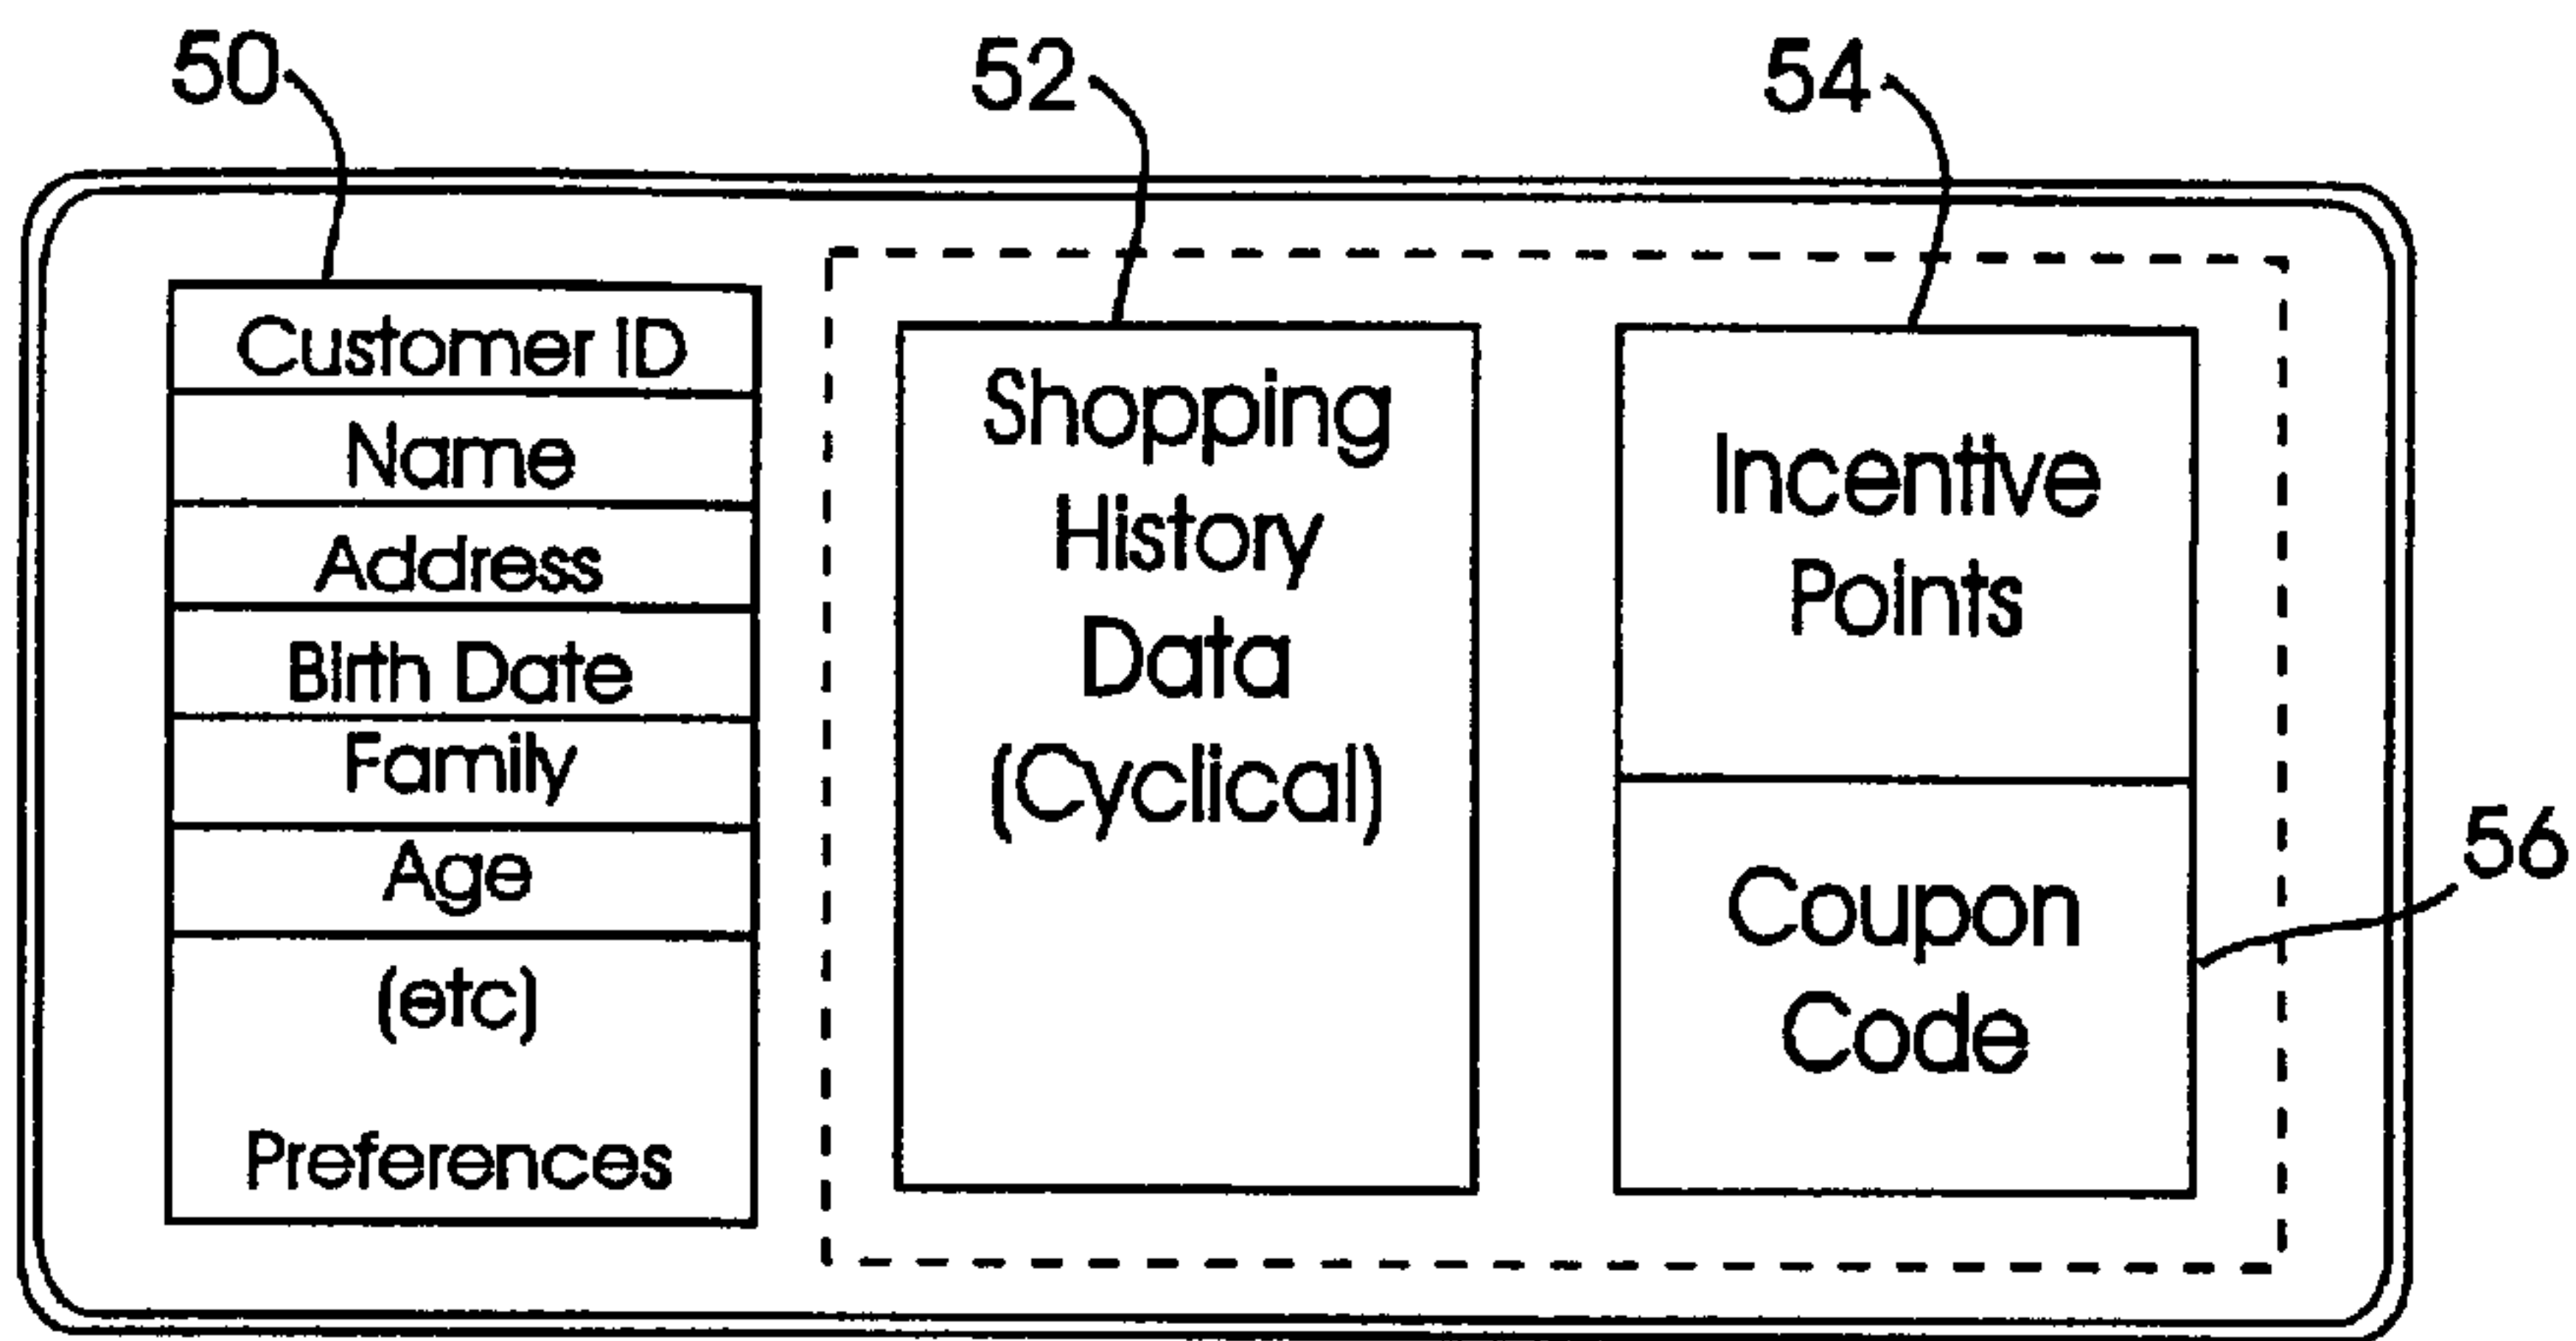 50
52
54
Customer ID
Name
Address
Birth Date
Family
Age
(etc)
Preferences
Shopping
History
Data
(Cyclical)
Incentive
Points
Coupon
Code
56